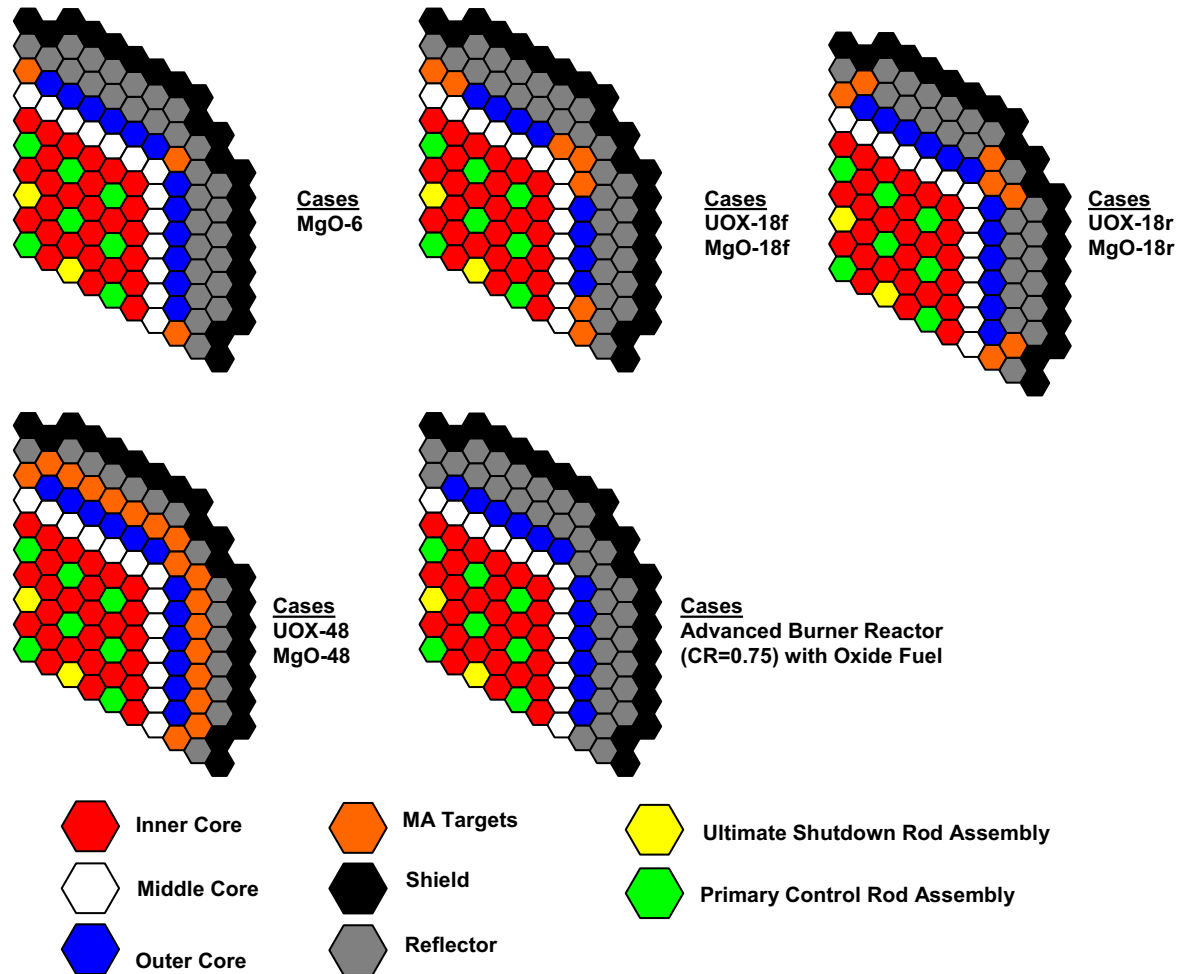 Cases
MgO-6
Cases
UOX-18f
MgO-18f
Cases
UOX-18r
MgO-18r
Cases
UOX-48
MgO-48
Cases
Advanced Burner Reactor
(CR=0.75) with Oxide Fuel
Inner Core
MA Targets
Ultimate Shutdown Rod Assembly
Middle Core
Shield
Primary Control Rod Assembly
Outer Core
Reflector